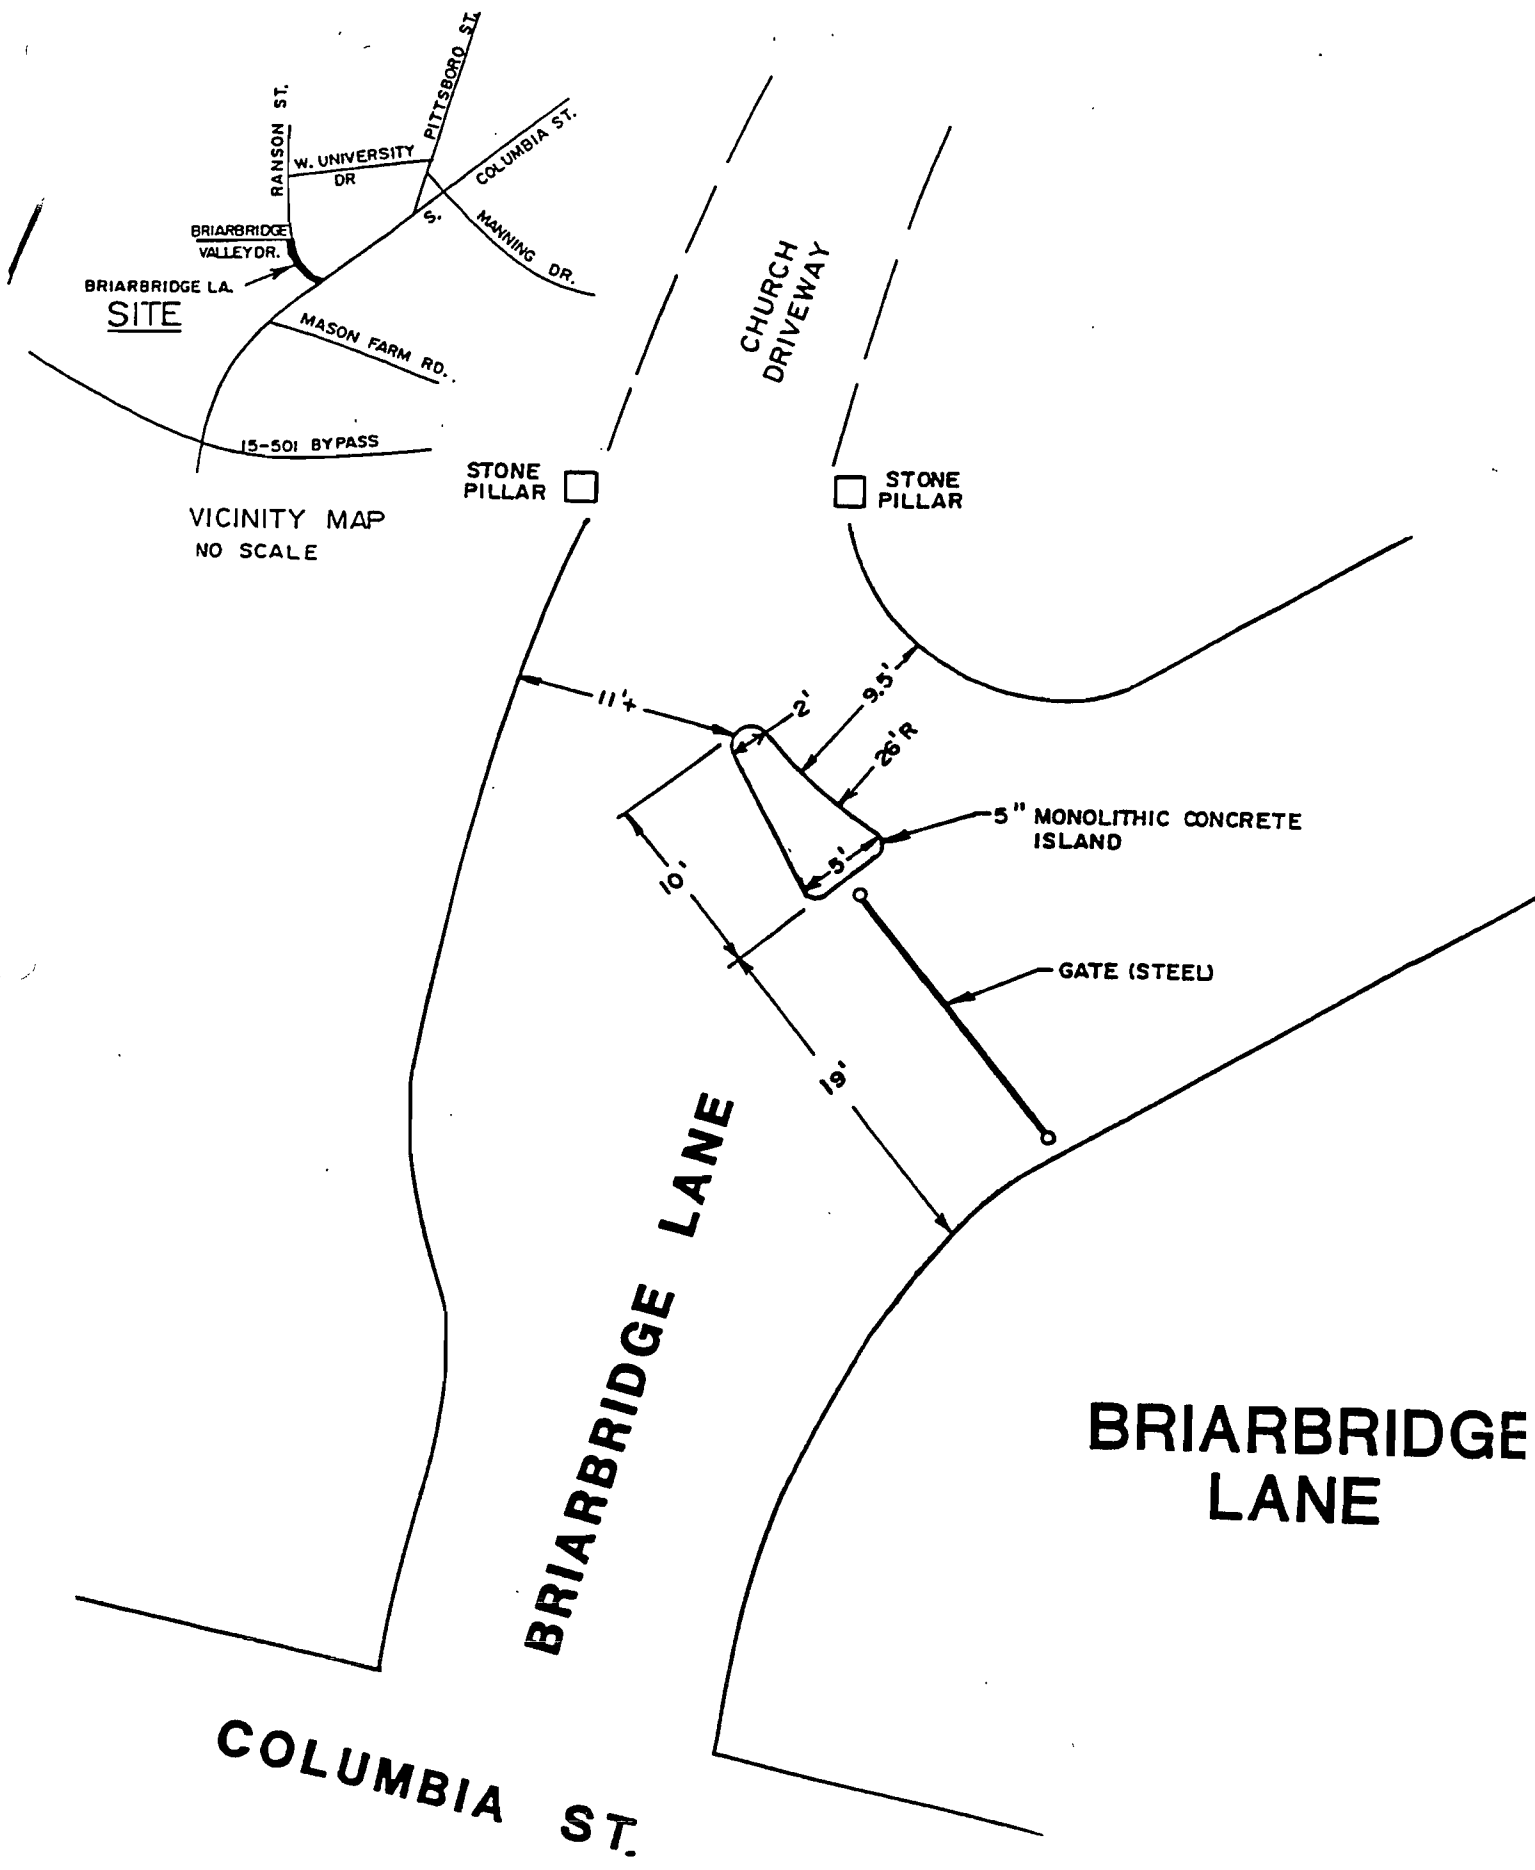 RANSON ST.
W. UNIVERSITY
DR
PITTSBORO ST.
S. COLUMBIA ST.
MANNING DR.
BRIARBRIDGE
VALLEY DR.
BRIARBRIDGE LA.
SITE
MASON FARM RD.
15-501 BYPASS
VICINITY MAP
NO SCALE
CHURCH
DRIVEWAY
STONE
PILLAR
STONE
PILLAR
11'+
2'
9.5'
26'R
5" MONOLITHIC CONCRETE
ISLAND
5'
10'
GATE (STEEL)
19'
BRIARBRIDGE LANE
BRIARBRIDGE
LANE
COLUMBIA ST.